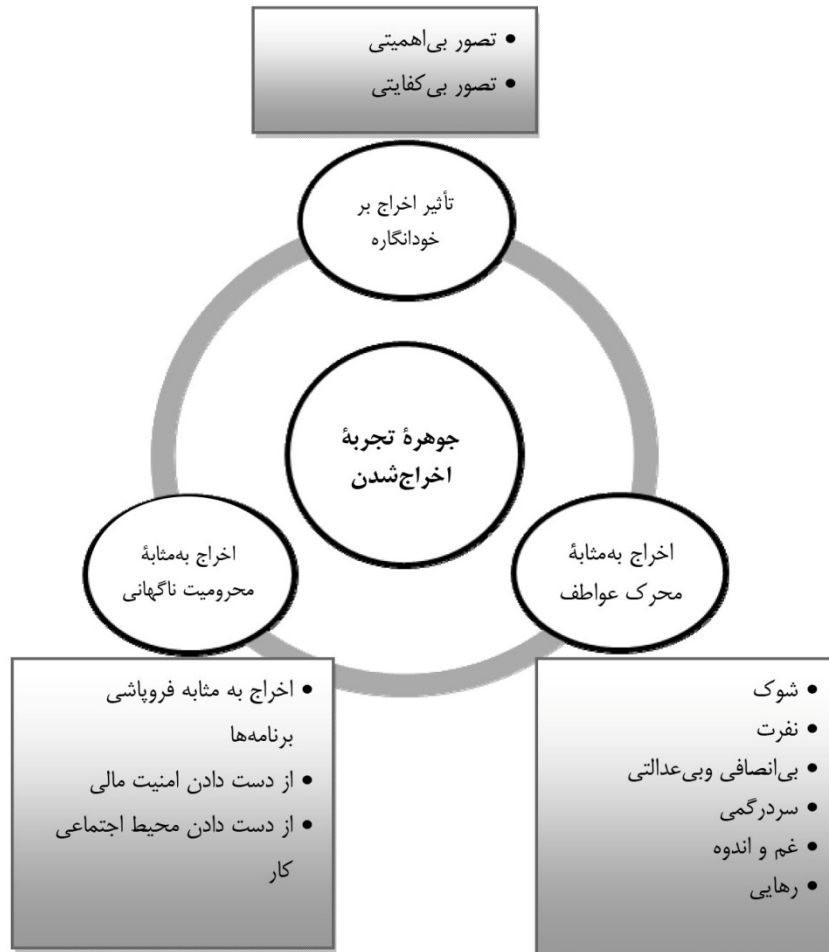 • تصور بی‌اهمیتی
• تصور بی‌کفایتی
تأثیر اخراج بر
خودانگاره
جوهرهٔ تجربهٔ
اخراج‌شدن
اخراج به‌مثابهٔ
محرک عواطف
اخراج به‌مثابهٔ
محرومیت ناگهانی
• شوک
• نفرت
• بی‌انصافی وبی‌عدالتی
• سردرگمی
• غم و اندوه
• رهایی
• اخراج به مثابه فروپاشی
برنامه‌ها
• از دست دادن امنیت مالی
• از دست دادن محیط اجتماعی
کار